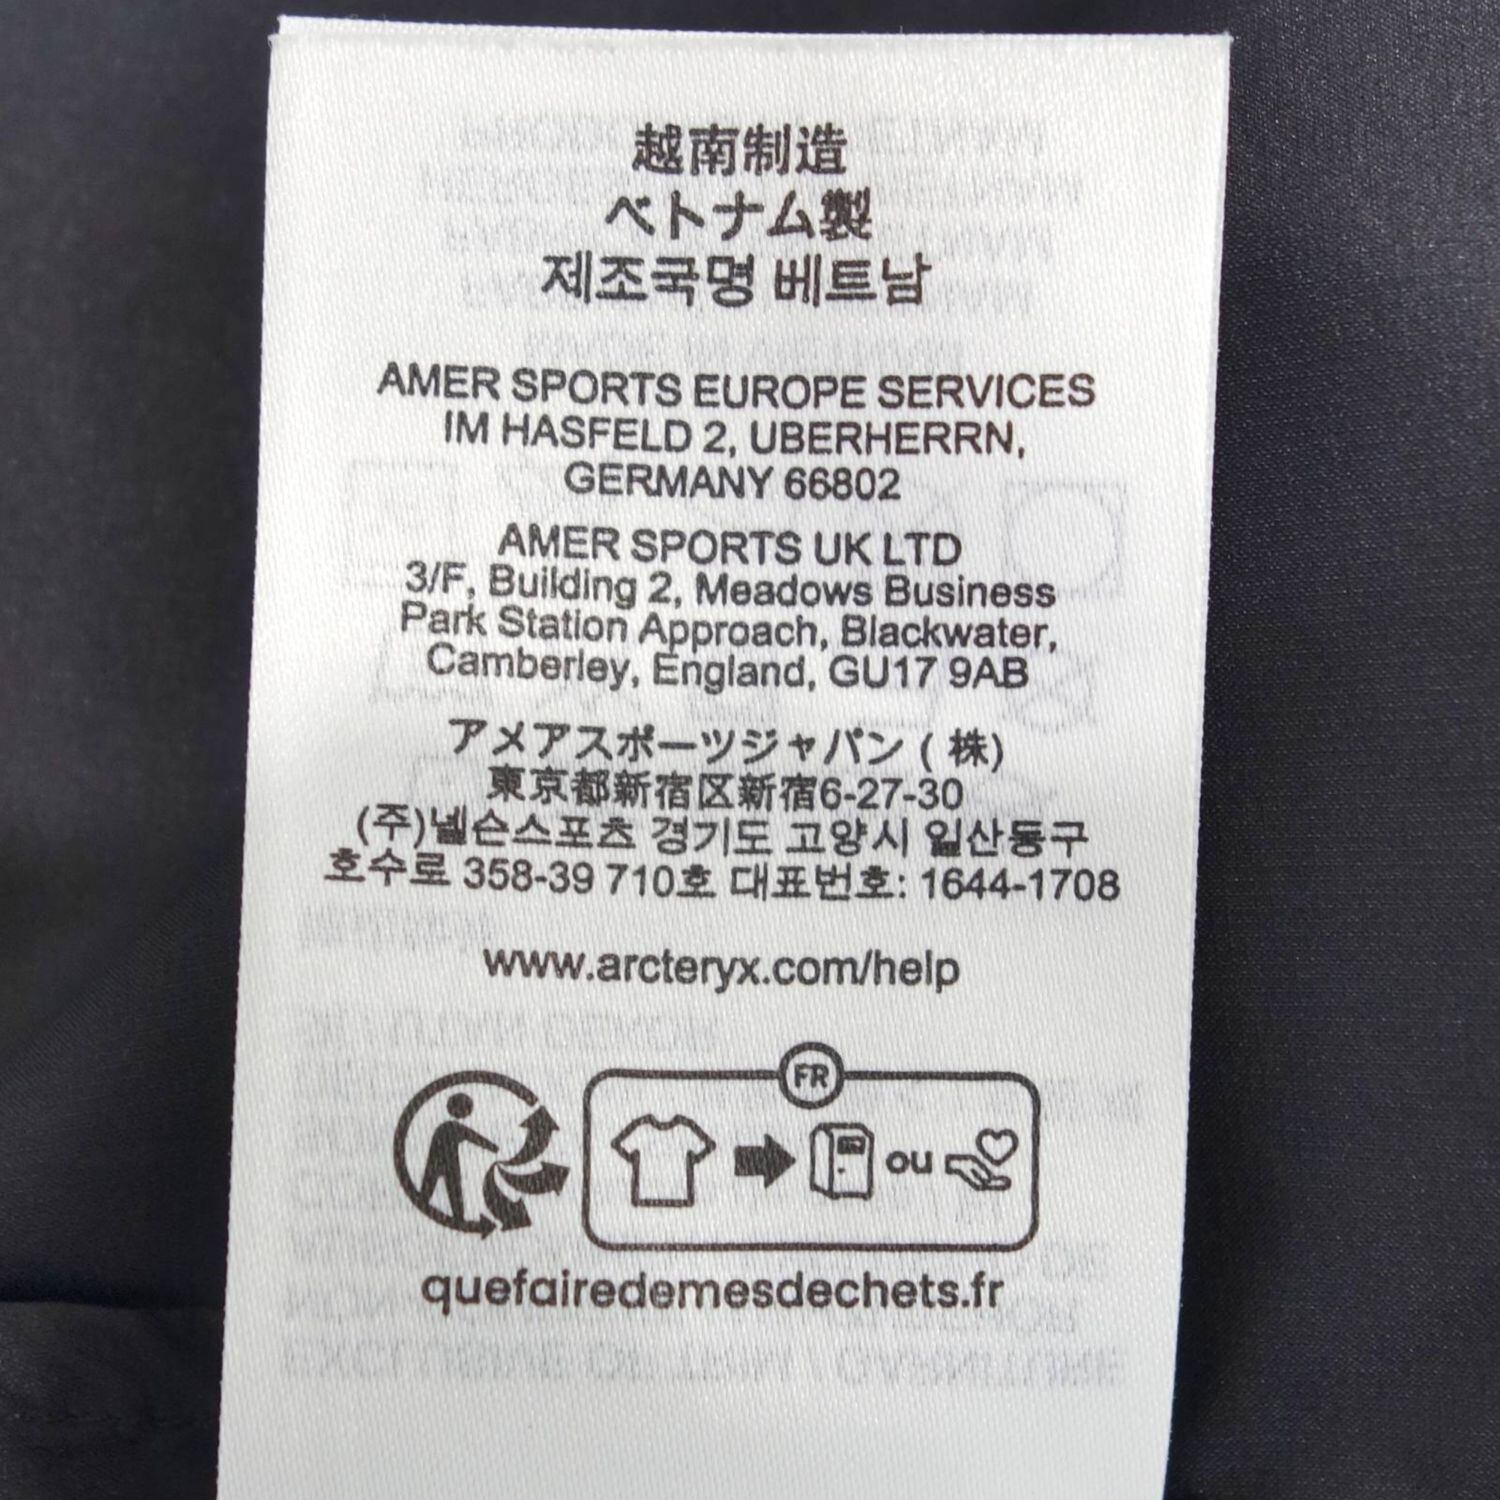 越南制造
ベトナム製
제조국명 베트남
AMER SPORTS EUROPE SERVICES
IM HASFELD 2, UBERHERRN,
GERMANY 66802
AMER SPORTS UK LTD
3/F, Building 2, Meadows Business
Park Station Approach, Blackwater,
Camberley, England, GU17 9AB
アメアスポーツジャパン ( 株)
東京都新宿区新宿6-27-30
(주)넬슨스포츠 경기도 고양시 일산동구
호수로 358-39 710호 대표번호: 1644-1708
www.arcteryx.com/help
FR
ou
quefairedemesdechets.fr